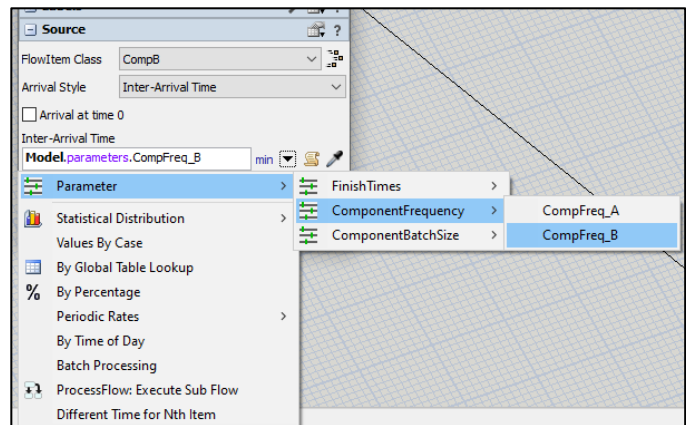 Source ?
FlowItem Class CompB
Arrival Style Inter-Arrival Time
Arrival at time 0
Inter-Arrival Time
Model.parameters.CompFreq_B min
Parameter > FinishTimes >
ComponentFrequency > CompFreq_A
Statistical Distribution > ComponentBatchSize > CompFreq_B
Values By Case
By Global Table Lookup
% By Percentage
Periodic Rates >
By Time of Day
Batch Processing
ProcessFlow: Execute Sub Flow
Different Time for Nth Item